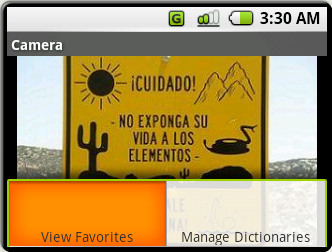 G 3:30 AM
Camera
¡CUIDADO!
- NO EXPONGA SU
VIDA A LOS
ELEMENTOS -
View Favorites Manage Dictionaries